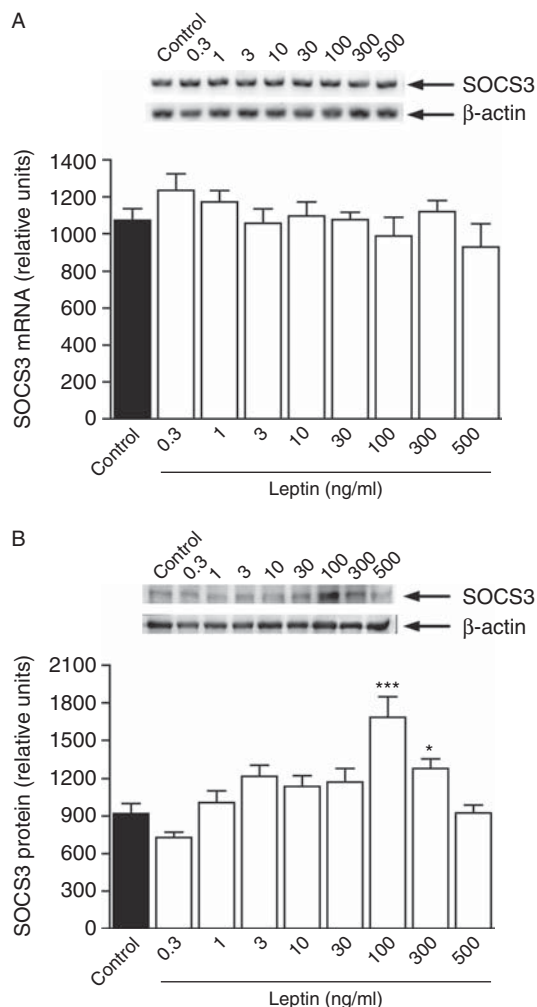 A
Control 0.3 1 3 10 30 100 300 500
SOCS3
β-actin
SOCS3 mRNA (relative units)
1400
1200
1000
800
600
400
200
0
Control 0.3 1 3 10 30 100 300 500
Leptin (ng/ml)
B
Control 0.3 1 3 10 30 100 300 500
SOCS3
β-actin
SOCS3 protein (relative units)
2100
1800
1500
1200
900
600
300
0
***
*
Control 0.3 1 3 10 30 100 300 500
Leptin (ng/ml)